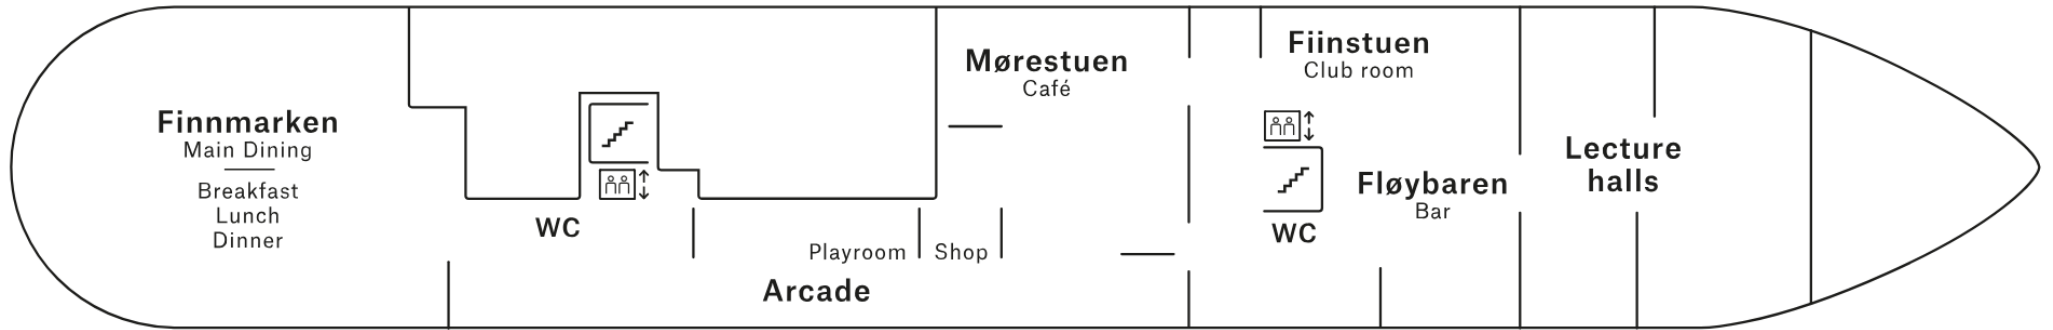 Finnmarken
Main Dining
Breakfast
Lunch
Dinner
WC
Playroom
Shop
Arcade
Mørestuen
Café
Fiinstuen
Club room
WC
Fløybaren
Bar
Lecture
halls